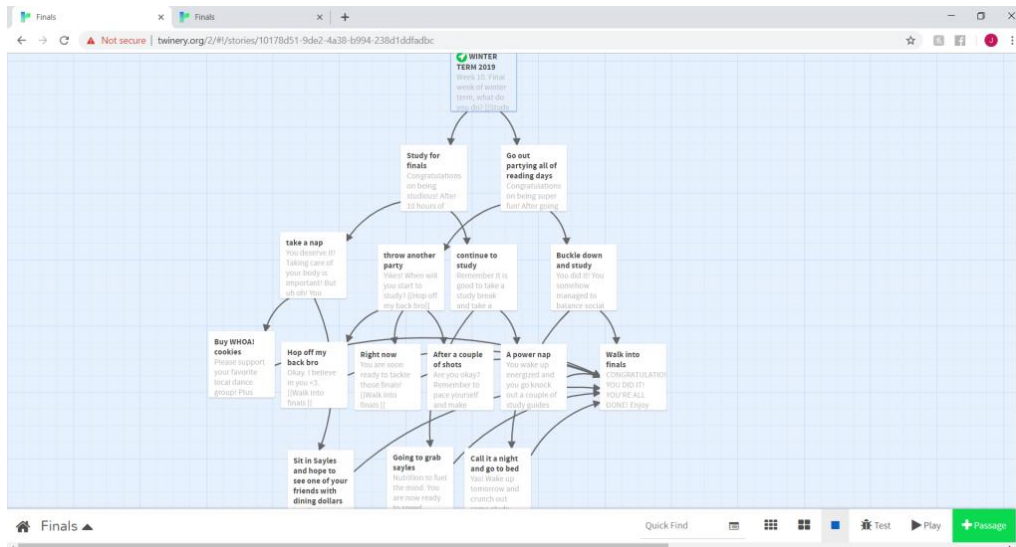 Finals
Finals
Not secure | twinery.org/2/#!/stories/10178d51-9de2-4a38-b994-238d1ddfadbc
J
WINTER
TERM 2019
Week 10. Final
week of winter
term, what do
you do? [[Study
Study for
finals
Congratulations
on being
studious! After
10 hours of
Go out
partying all of
reading days
Congratulations
on being super
fun! After going
take a nap
You deserve it!
Taking care of
your body is
important! But
uh oh! You
throw another
party
Yikes! When will
you start to
study? [[Hop off
my back bro]]
continue to
study
Remember it is
good to take a
study break
and take a
Buckle down
and study
You did it! You
somehow
managed to
balance social
Buy WHOA!
cookies
Please support
your favorite
local dance
group! Plus
Hop off my
back bro
Okay, I believe
in you <3.
[[Walk into
finals ]]
Right now
You are soon
ready to tackle
those finals!
[[Walk into
finals ]]
After a couple
of shots
Are you okay?
Remember to
pace yourself
and make
A power nap
You wake up
energized and
you go knock
out a couple of
study guides.
Walk into
finals
CONGRATULATIO
YOU DID IT!
YOU'RE ALL
DONE! Enjoy
Sit in Sayles
and hope to
see one of your
friends with
dining dollars
Going to grab
sayles
Nutrition to fuel
the mind. You
are now ready
to speed
Call it a night
and go to bed
Yas! Wake up
tomorrow and
crunch out
some study
Finals
Quick Find
Test
Play
+Passage